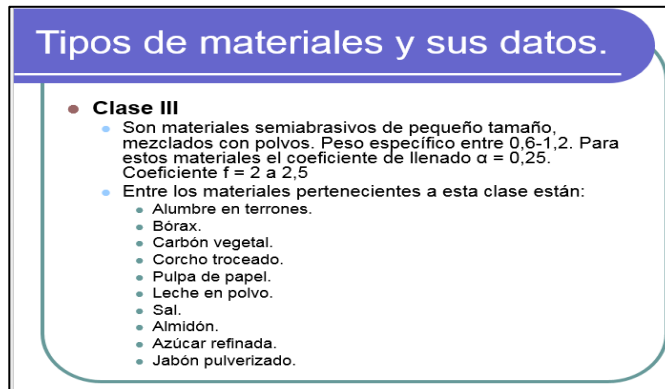 Tipos de materiales y sus datos.
Clase III
Son materiales semiabrasivos de pequeño tamaño,
mezclados con polvos. Peso específico entre 0,6-1,2. Para
estos materiales el coeficiente de llenado α = 0,25.
Coeficiente f = 2 a 2,5
Entre los materiales pertenecientes a esta clase están:
Alumbre en terrones.
Bórax.
Carbón vegetal.
Corcho troceado.
Pulpa de papel.
Leche en polvo.
Sal.
Almidón.
Azúcar refinada.
Jabón pulverizado.